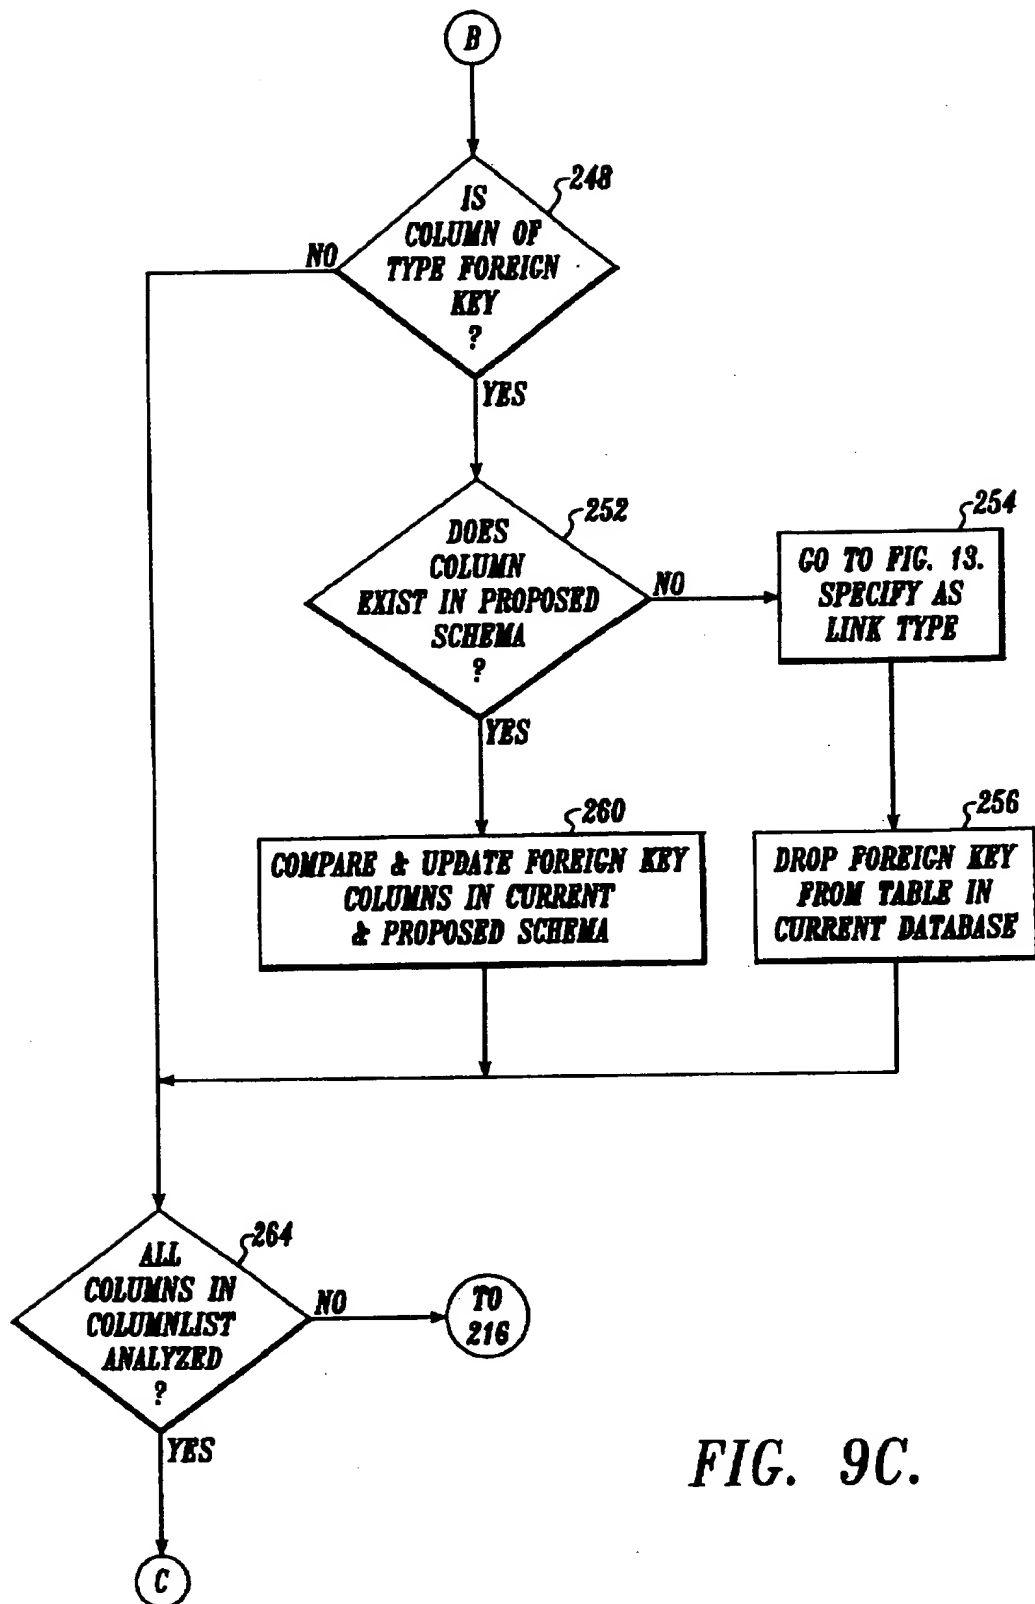 B
248
IS
COLUMN OF
TYPE FOREIGN
KEY
?
NO
YES
252
DOES
COLUMN
EXIST IN PROPOSED
SCHEMA
?
NO
YES
254
GO TO FIG. 13.
SPECIFY AS
LINK TYPE
260
COMPARE & UPDATE FOREIGN KEY
COLUMNS IN CURRENT
& PROPOSED SCHEMA
256
DROP FOREIGN KEY
FROM TABLE IN
CURRENT DATABASE
264
ALL
COLUMNS IN
COLUMNLIST
ANALYZED
?
NO
TO
216
YES
C
FIG. 9C.